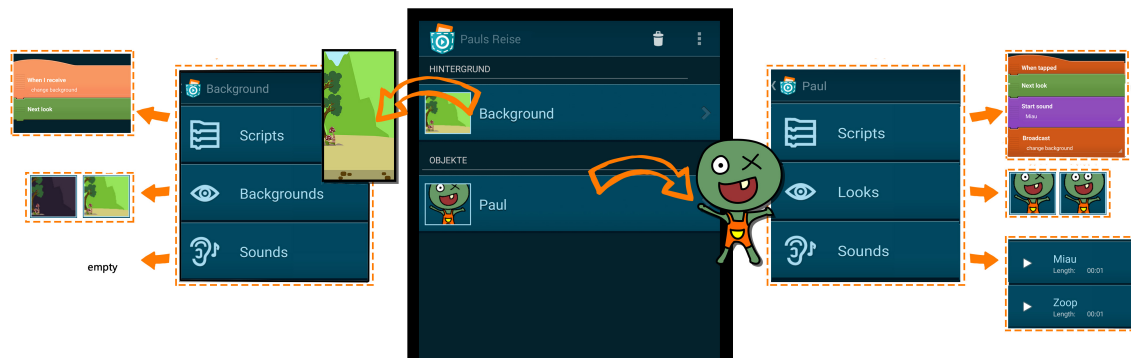 When I receive
change background
Next look
empty
Background
Scripts
Backgrounds
Sounds
Pauls Reise
HINTERGRUND
Background
OBJEKTE
Paul
Paul
Scripts
Looks
Sounds
When tapped
Next look
Start sound
Miau
Broadcast
change background
Miau
Length: 00:01
Zoop
Length: 00:01